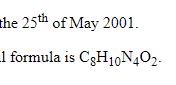 the 25th of May 2001.
l formula is C8H10N4O2.